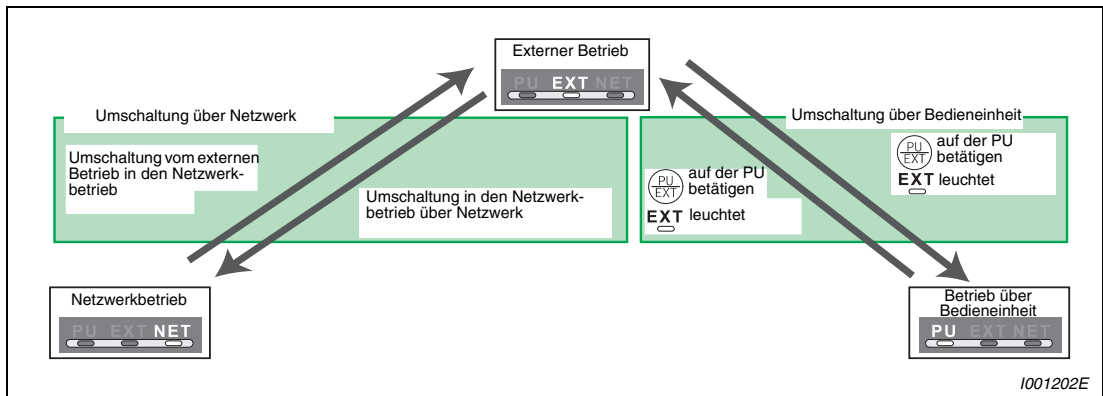 Externer Betrieb
PU EXT NET
Umschaltung über Netzwerk
Umschaltung vom externen
Betrieb in den Netzwerk-
betrieb
Umschaltung in den Netzwerk-
betrieb über Netzwerk
Umschaltung über Bedieneinheit
PU
EXT
auf der PU
betätigen
EXT leuchtet
PU
EXT
auf der PU
betätigen
EXT leuchtet
Netzwerkbetrieb
PU EXT NET
Betrieb über
Bedieneinheit
PU EXT NET
I001202E